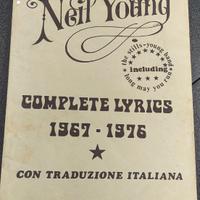 Neil Young
the stills-young band
including
long may you run
COMPLETE LYRICS
1967 - 1976
CON TRADUZIONE ITALIANA